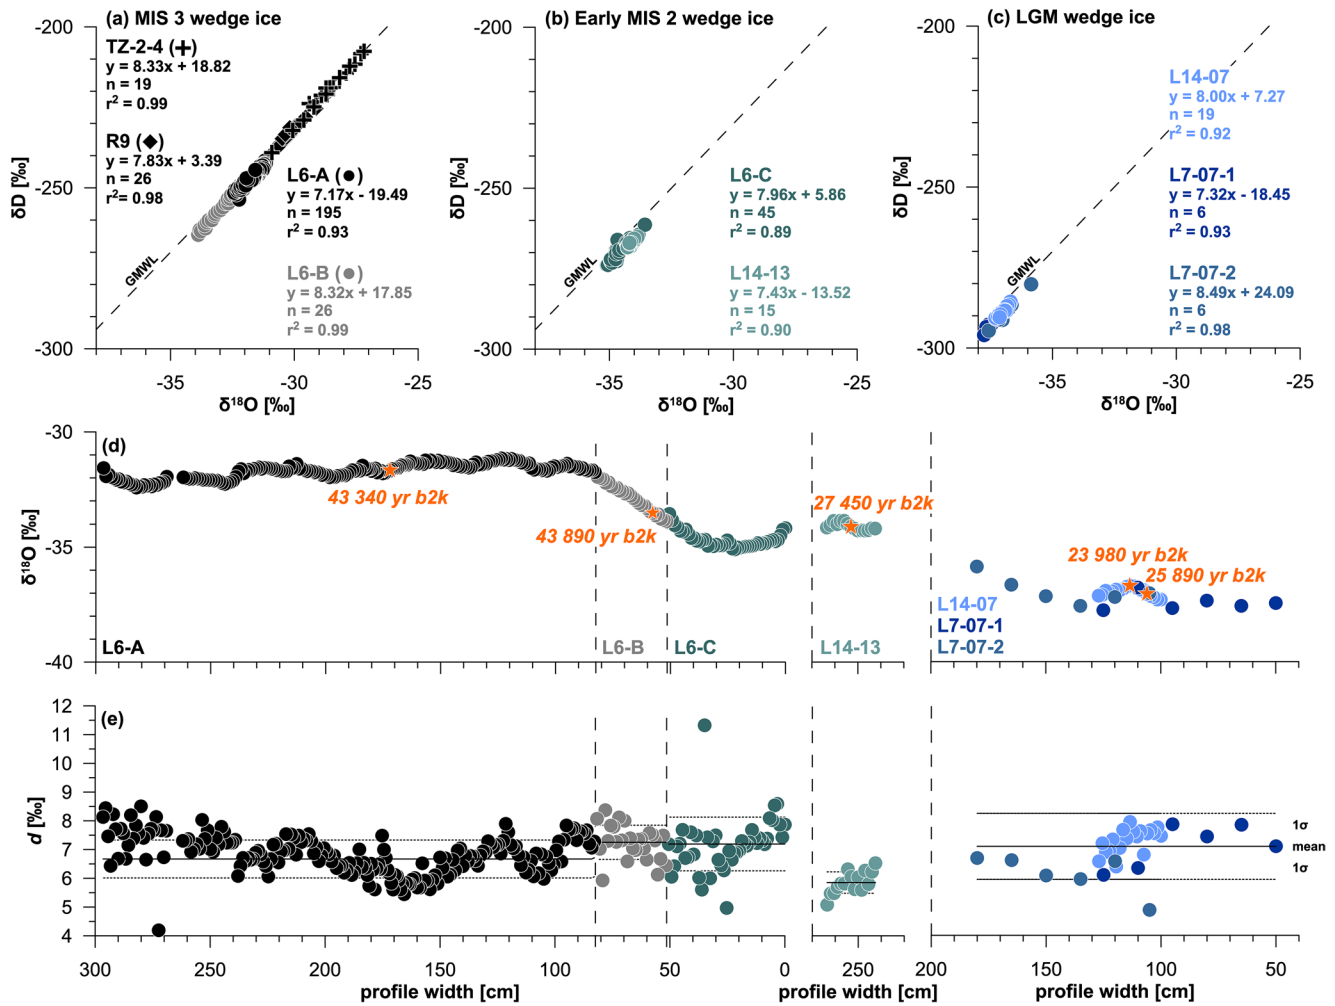 (a) MIS 3 wedge ice
TZ-2-4 (✚)
y = 8.33x + 18.82
n = 19
r² = 0.99
R9 (◆)
y = 7.83x + 3.39
n = 26
r² = 0.98
L6-A (●)
y = 7.17x - 19.49
n = 195
r² = 0.93
L6-B (●)
y = 8.32x + 17.85
n = 26
r² = 0.99
GMWL
-200
-250
-300
δD [‰]
-35
-30
-25
δ¹⁸O [‰]
(b) Early MIS 2 wedge ice
L6-C
y = 7.96x + 5.86
n = 45
r² = 0.89
L14-13
y = 7.43x - 13.52
n = 15
r² = 0.90
GMWL
-200
-250
-300
δD [‰]
-35
-30
-25
δ¹⁸O [‰]
(c) LGM wedge ice
L14-07
y = 8.00x + 7.27
n = 19
r² = 0.92
L7-07-1
y = 7.32x - 18.45
n = 6
r² = 0.93
L7-07-2
y = 8.49x + 24.09
n = 6
r² = 0.98
GMWL
-200
-250
-300
δD [‰]
-35
-30
-25
δ¹⁸O [‰]
(d)
-30
-35
-40
δ¹⁸O [‰]
43 340 yr b2k
43 890 yr b2k
27 450 yr b2k
23 980 yr b2k
25 890 yr b2k
L6-A
L6-B
L6-C
L14-13
L14-07
L7-07-1
L7-07-2
(e)
12
11
10
9
8
7
6
5
4
d [‰]
1σ
mean
1σ
300
250
200
150
100
50
0
profile width [cm]
250
profile width [cm]
200
150
100
50
profile width [cm]